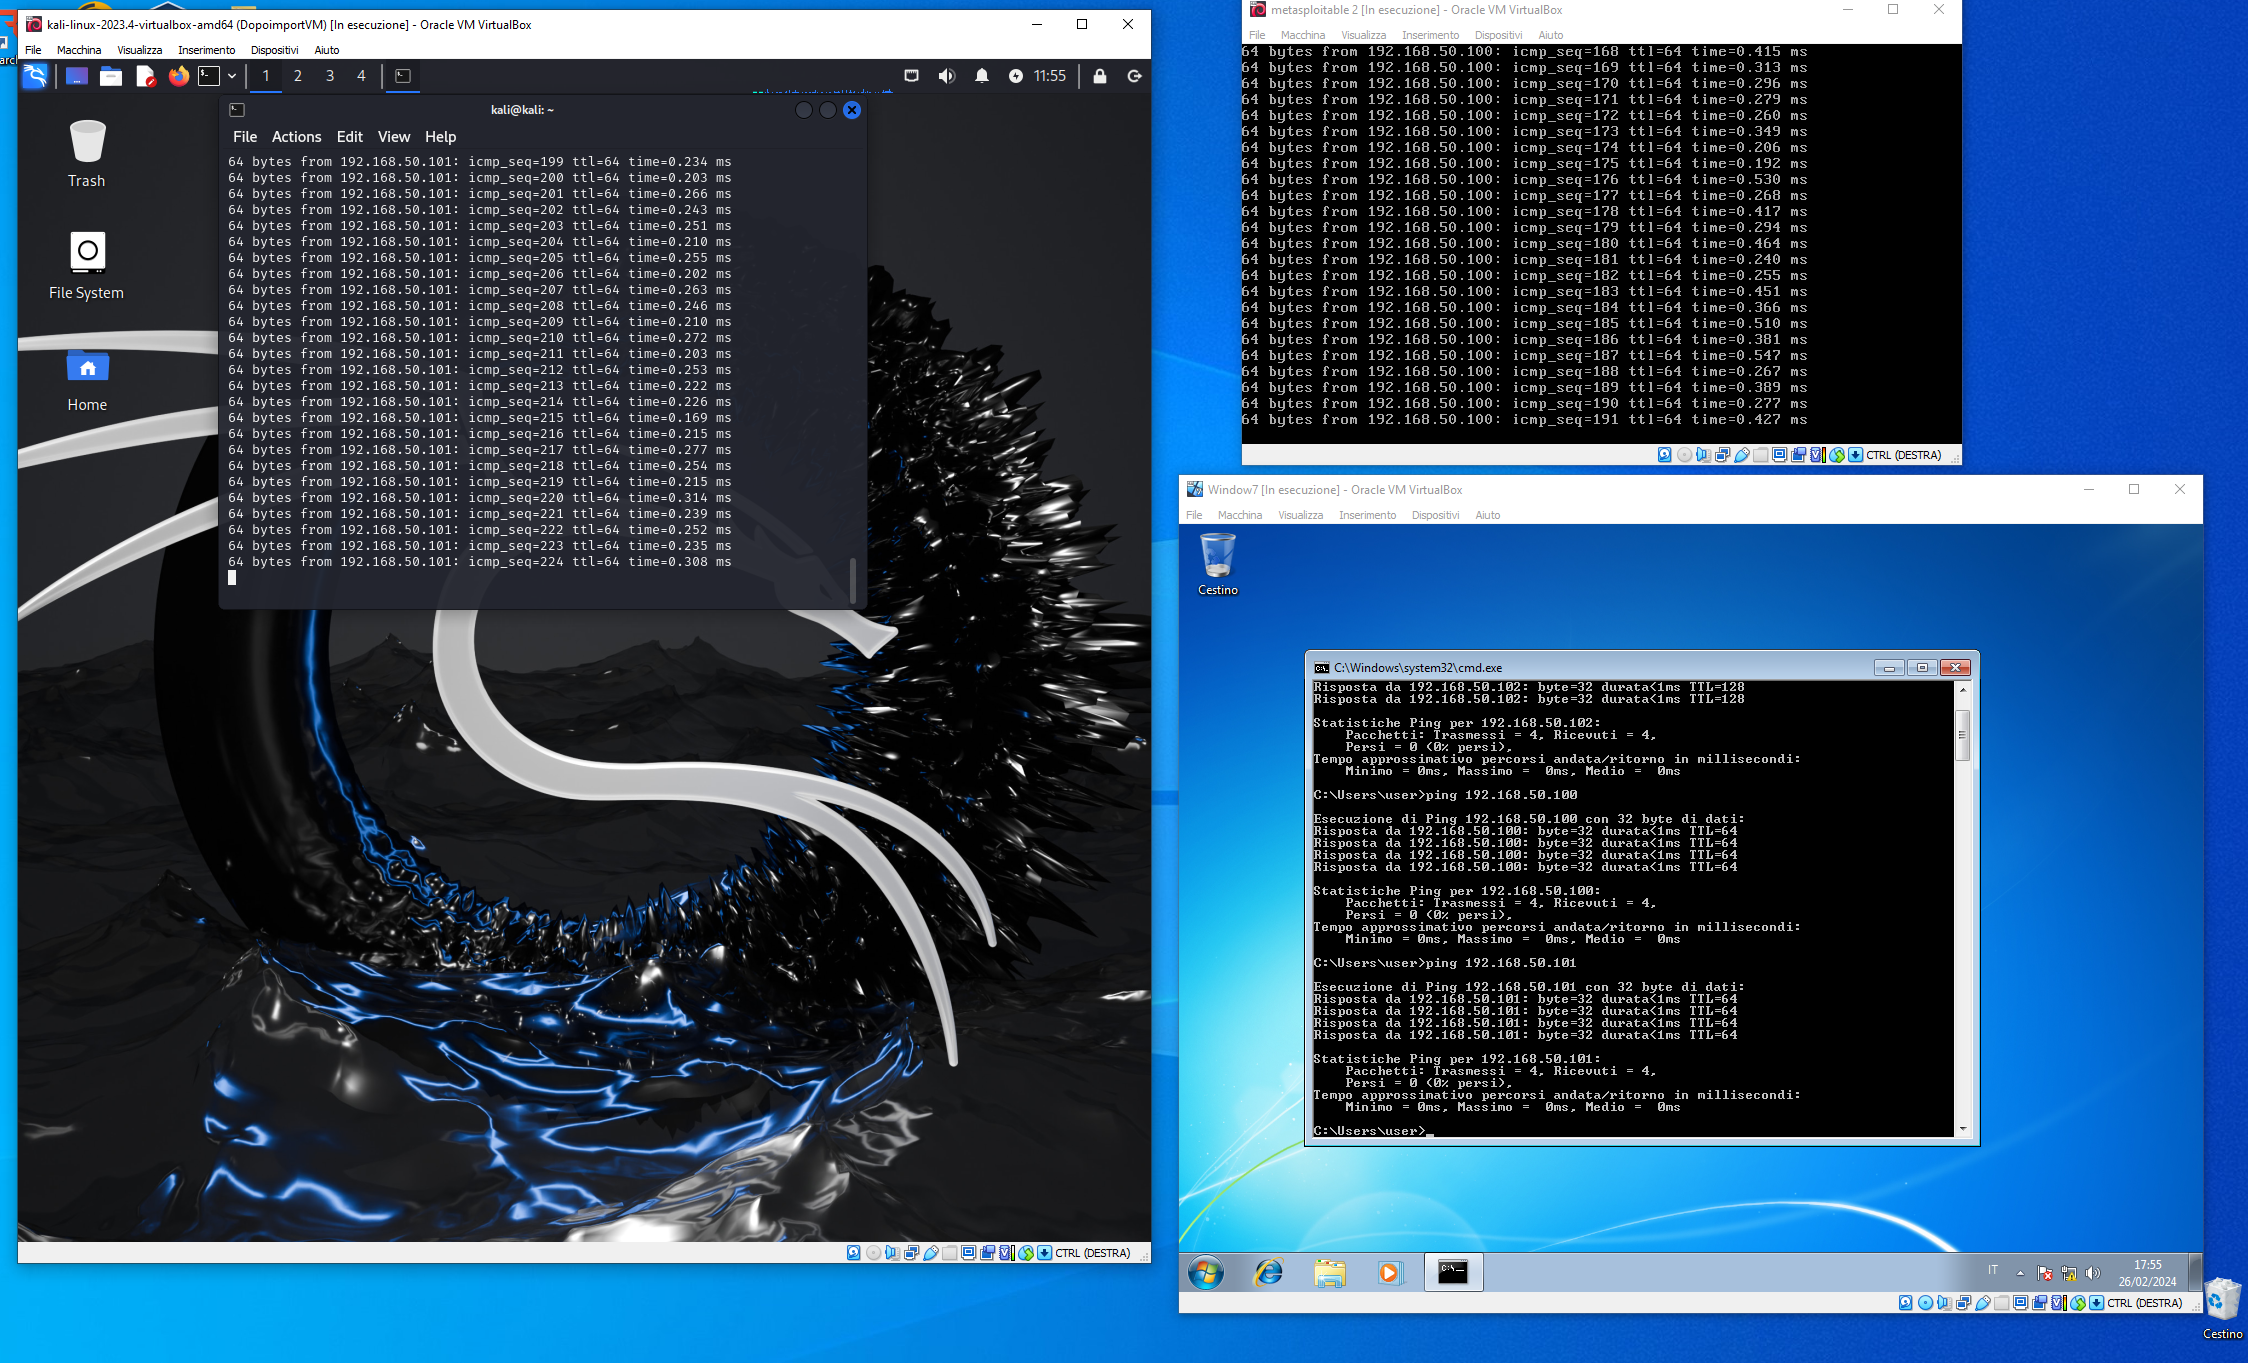 kali-linux-2023.4-virtualbox-amd64 (DopoimportVM) [In esecuzione] - Oracle VM VirtualBox
File Macchina Visualizza Inserimento Dispositivi Aiuto
1 2 3 4 11:55
Trash
File System
Home
kali@kali: ~
File Actions Edit View Help
64 bytes from 192.168.50.101: icmp_seq=199 ttl=64 time=0.234 ms
64 bytes from 192.168.50.101: icmp_seq=200 ttl=64 time=0.203 ms
64 bytes from 192.168.50.101: icmp_seq=201 ttl=64 time=0.266 ms
64 bytes from 192.168.50.101: icmp_seq=202 ttl=64 time=0.243 ms
64 bytes from 192.168.50.101: icmp_seq=203 ttl=64 time=0.251 ms
64 bytes from 192.168.50.101: icmp_seq=204 ttl=64 time=0.210 ms
64 bytes from 192.168.50.101: icmp_seq=205 ttl=64 time=0.255 ms
64 bytes from 192.168.50.101: icmp_seq=206 ttl=64 time=0.202 ms
64 bytes from 192.168.50.101: icmp_seq=207 ttl=64 time=0.263 ms
64 bytes from 192.168.50.101: icmp_seq=208 ttl=64 time=0.246 ms
64 bytes from 192.168.50.101: icmp_seq=209 ttl=64 time=0.210 ms
64 bytes from 192.168.50.101: icmp_seq=210 ttl=64 time=0.272 ms
64 bytes from 192.168.50.101: icmp_seq=211 ttl=64 time=0.203 ms
64 bytes from 192.168.50.101: icmp_seq=212 ttl=64 time=0.253 ms
64 bytes from 192.168.50.101: icmp_seq=213 ttl=64 time=0.222 ms
64 bytes from 192.168.50.101: icmp_seq=214 ttl=64 time=0.226 ms
64 bytes from 192.168.50.101: icmp_seq=215 ttl=64 time=0.169 ms
64 bytes from 192.168.50.101: icmp_seq=216 ttl=64 time=0.215 ms
64 bytes from 192.168.50.101: icmp_seq=217 ttl=64 time=0.277 ms
64 bytes from 192.168.50.101: icmp_seq=218 ttl=64 time=0.254 ms
64 bytes from 192.168.50.101: icmp_seq=219 ttl=64 time=0.215 ms
64 bytes from 192.168.50.101: icmp_seq=220 ttl=64 time=0.314 ms
64 bytes from 192.168.50.101: icmp_seq=221 ttl=64 time=0.239 ms
64 bytes from 192.168.50.101: icmp_seq=222 ttl=64 time=0.252 ms
64 bytes from 192.168.50.101: icmp_seq=223 ttl=64 time=0.235 ms
64 bytes from 192.168.50.101: icmp_seq=224 ttl=64 time=0.308 ms
CTRL (DESTRA)
metasploitable 2 [In esecuzione] - Oracle VM VirtualBox
File Macchina Visualizza Inserimento Dispositivi Aiuto
64 bytes from 192.168.50.100: icmp_seq=168 ttl=64 time=0.415 ms
64 bytes from 192.168.50.100: icmp_seq=169 ttl=64 time=0.313 ms
64 bytes from 192.168.50.100: icmp_seq=170 ttl=64 time=0.296 ms
64 bytes from 192.168.50.100: icmp_seq=171 ttl=64 time=0.279 ms
64 bytes from 192.168.50.100: icmp_seq=172 ttl=64 time=0.260 ms
64 bytes from 192.168.50.100: icmp_seq=173 ttl=64 time=0.349 ms
64 bytes from 192.168.50.100: icmp_seq=174 ttl=64 time=0.206 ms
64 bytes from 192.168.50.100: icmp_seq=175 ttl=64 time=0.192 ms
64 bytes from 192.168.50.100: icmp_seq=176 ttl=64 time=0.530 ms
64 bytes from 192.168.50.100: icmp_seq=177 ttl=64 time=0.268 ms
64 bytes from 192.168.50.100: icmp_seq=178 ttl=64 time=0.417 ms
64 bytes from 192.168.50.100: icmp_seq=179 ttl=64 time=0.294 ms
64 bytes from 192.168.50.100: icmp_seq=180 ttl=64 time=0.464 ms
64 bytes from 192.168.50.100: icmp_seq=181 ttl=64 time=0.240 ms
64 bytes from 192.168.50.100: icmp_seq=182 ttl=64 time=0.255 ms
64 bytes from 192.168.50.100: icmp_seq=183 ttl=64 time=0.451 ms
64 bytes from 192.168.50.100: icmp_seq=184 ttl=64 time=0.366 ms
64 bytes from 192.168.50.100: icmp_seq=185 ttl=64 time=0.510 ms
64 bytes from 192.168.50.100: icmp_seq=186 ttl=64 time=0.381 ms
64 bytes from 192.168.50.100: icmp_seq=187 ttl=64 time=0.547 ms
64 bytes from 192.168.50.100: icmp_seq=188 ttl=64 time=0.267 ms
64 bytes from 192.168.50.100: icmp_seq=189 ttl=64 time=0.389 ms
64 bytes from 192.168.50.100: icmp_seq=190 ttl=64 time=0.277 ms
64 bytes from 192.168.50.100: icmp_seq=191 ttl=64 time=0.427 ms
CTRL (DESTRA)
Window7 [In esecuzione] - Oracle VM VirtualBox
File Macchina Visualizza Inserimento Dispositivi Aiuto
Cestino
C:\Windows\system32\cmd.exe
Risposta da 192.168.50.102: byte=32 durata<1ms TTL=128
Risposta da 192.168.50.102: byte=32 durata<1ms TTL=128
Statistiche Ping per 192.168.50.102:
Pacchetti: Trasmessi = 4, Ricevuti = 4,
Persi = 0 (0% persi),
Tempo approssimativo percorsi andata/ritorno in millisecondi:
Minimo = 0ms, Massimo = 0ms, Medio = 0ms
C:\Users\user>ping 192.168.50.100
Esecuzione di Ping 192.168.50.100 con 32 byte di dati:
Risposta da 192.168.50.100: byte=32 durata<1ms TTL=64
Risposta da 192.168.50.100: byte=32 durata<1ms TTL=64
Risposta da 192.168.50.100: byte=32 durata<1ms TTL=64
Risposta da 192.168.50.100: byte=32 durata<1ms TTL=64
Statistiche Ping per 192.168.50.100:
Pacchetti: Trasmessi = 4, Ricevuti = 4,
Persi = 0 (0% persi),
Tempo approssimativo percorsi andata/ritorno in millisecondi:
Minimo = 0ms, Massimo = 0ms, Medio = 0ms
C:\Users\user>ping 192.168.50.101
Esecuzione di Ping 192.168.50.101 con 32 byte di dati:
Risposta da 192.168.50.101: byte=32 durata<1ms TTL=64
Risposta da 192.168.50.101: byte=32 durata<1ms TTL=64
Risposta da 192.168.50.101: byte=32 durata<1ms TTL=64
Risposta da 192.168.50.101: byte=32 durata<1ms TTL=64
Statistiche Ping per 192.168.50.101:
Pacchetti: Trasmessi = 4, Ricevuti = 4,
Persi = 0 (0% persi),
Tempo approssimativo percorsi andata/ritorno in millisecondi:
Minimo = 0ms, Massimo = 0ms, Medio = 0ms
C:\Users\user>_
IT 17:55
26/02/2024
CTRL (DESTRA)
Cestino